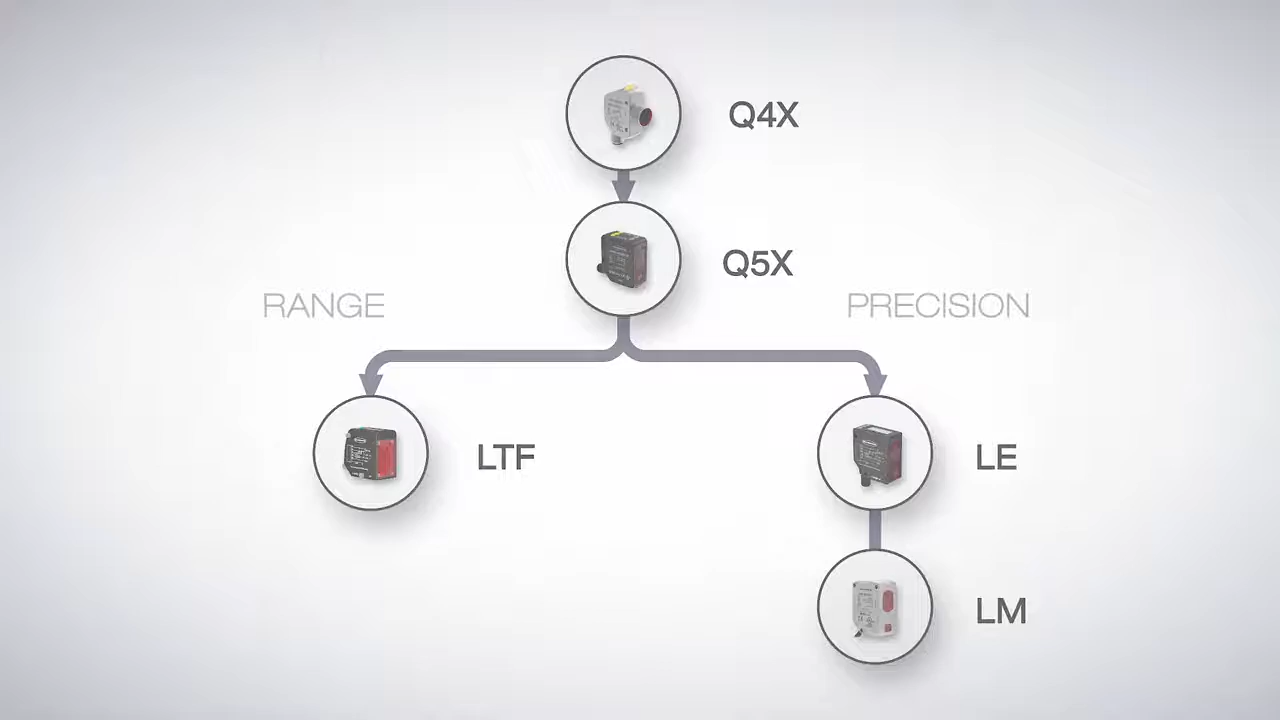 Q4X
Q5X
RANGE
PRECISION
LTF
LE
LM